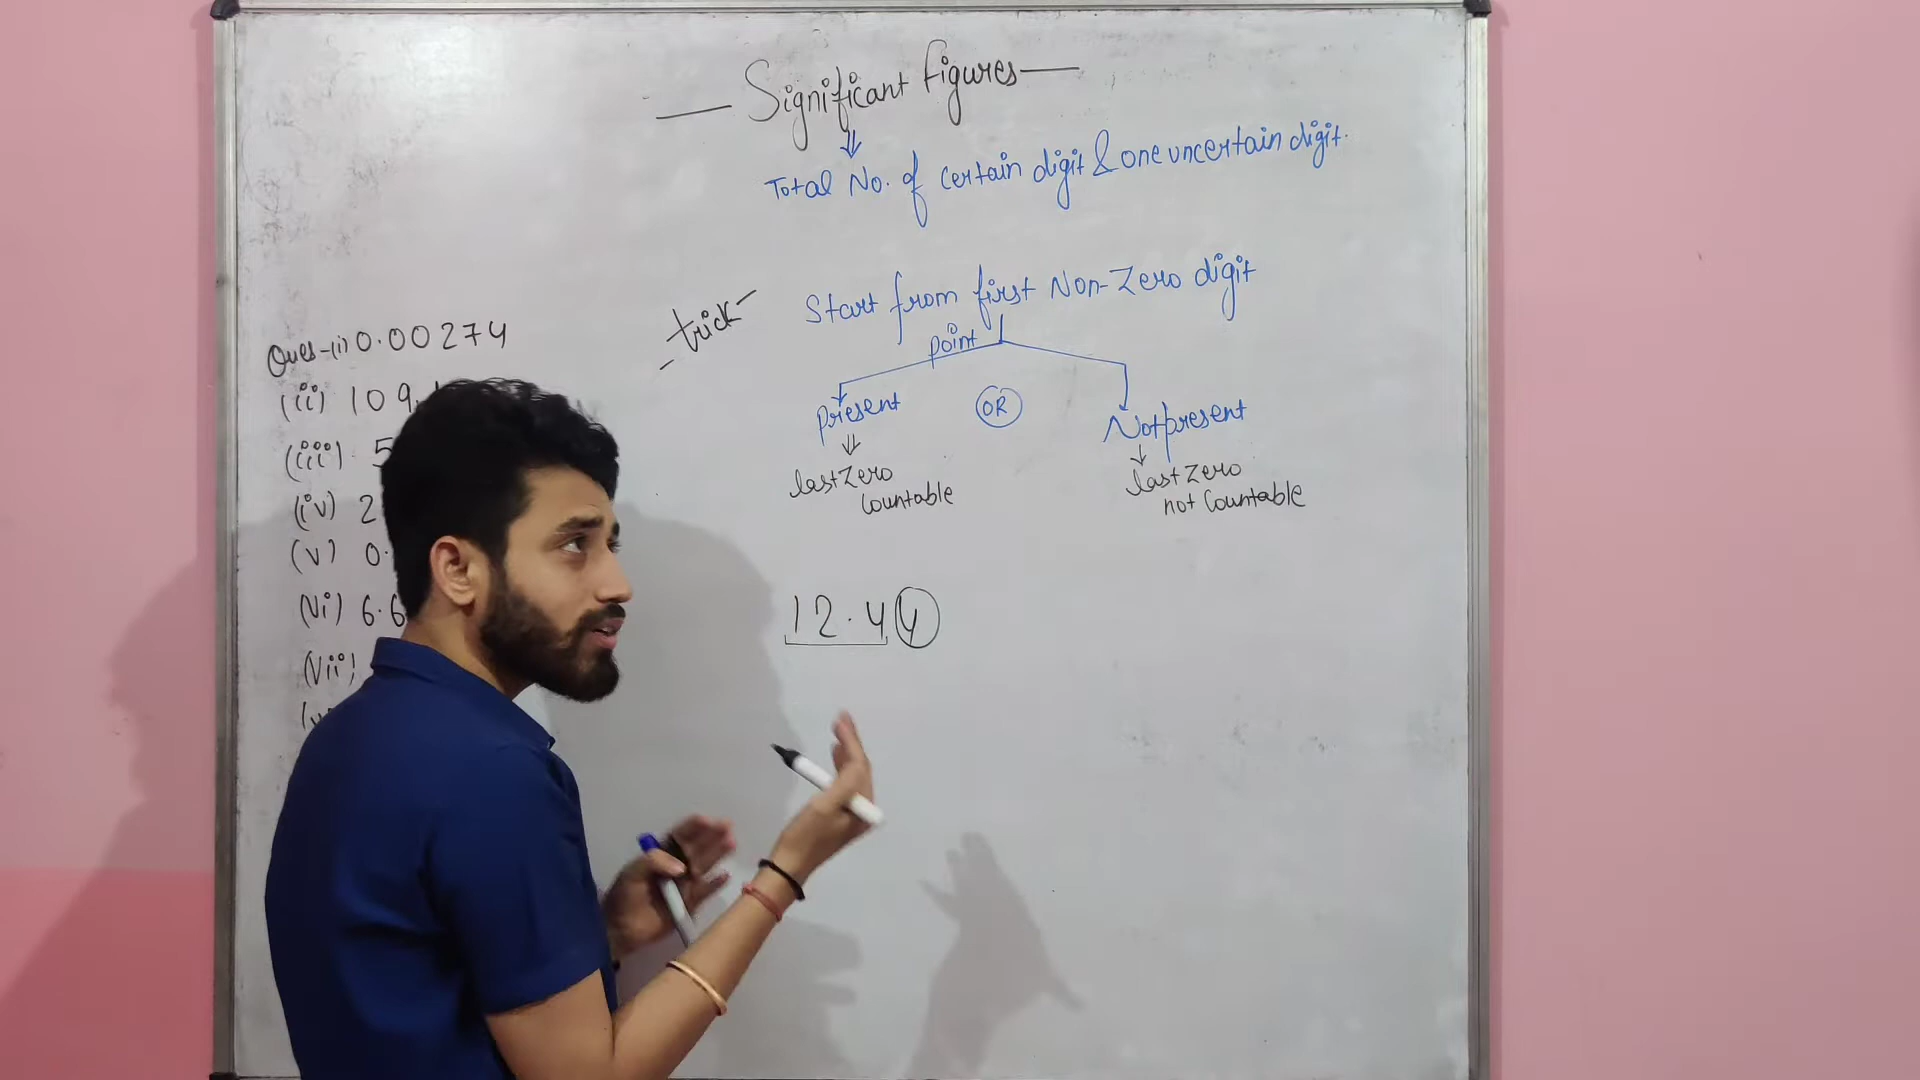 — Significant figures —
⇓
Total No. of certain digit & one uncertain digit.
-trick-
Start from first Non-Zero digit
point
present
OR
Not present
⇓
↓
last Zero
Countable
last Zero
not Countable
Ques-(i) 0.00274
(ii) 109.
(iii) 5
(iv) 2
(v) 0.
(vi) 6.6
(vii)
12.44